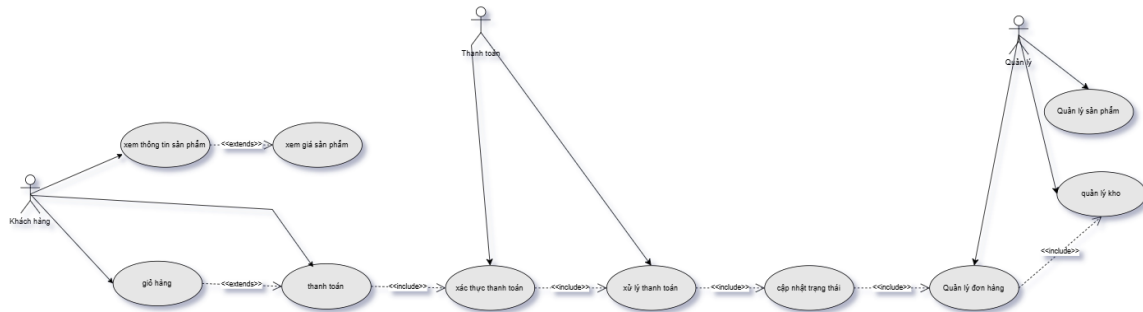 Thanh toán
Quản lý
Quản lý sản phẩm
xem thông tin sản phẩm
<<extends>>
xem giá sản phẩm
quản lý kho
Khách hàng
<<include>>
giỏ hàng
<<extends>>
thanh toán
<<include>>
xác thực thanh toán
<<include>>
xử lý thanh toán
<<include>>
cập nhật trạng thái
<<include>>
Quản lý đơn hàng